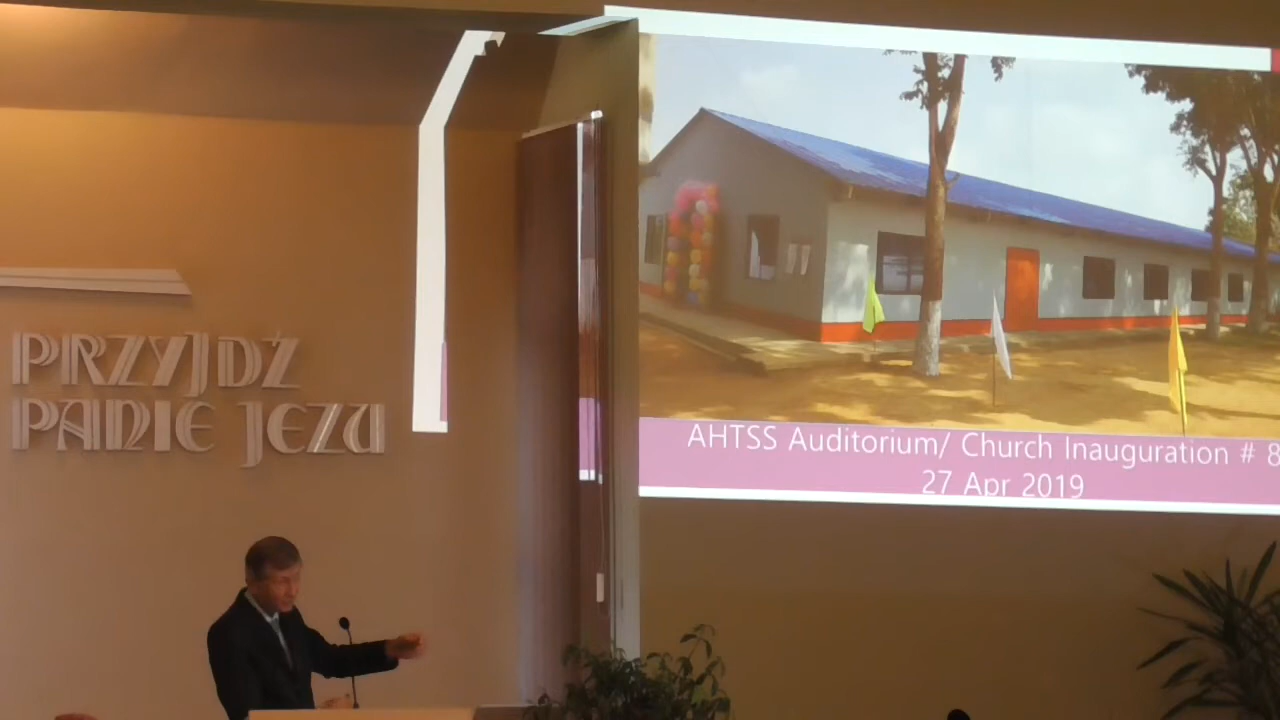 PRZYJDŹ
PANIE JEZU
AHTSS Auditorium/ Church Inauguration # 8
27 Apr 2019